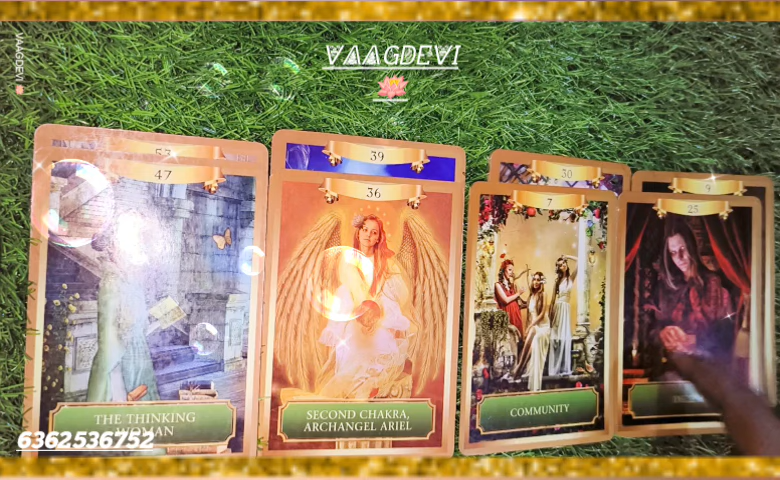 VAAGDEVI
VAAGDEVI
53
47
39
36
30
7
9
25
THE THINKING
WOMAN
SECOND CHAKRA,
ARCHANGEL ARIEL
COMMUNITY
6362536752